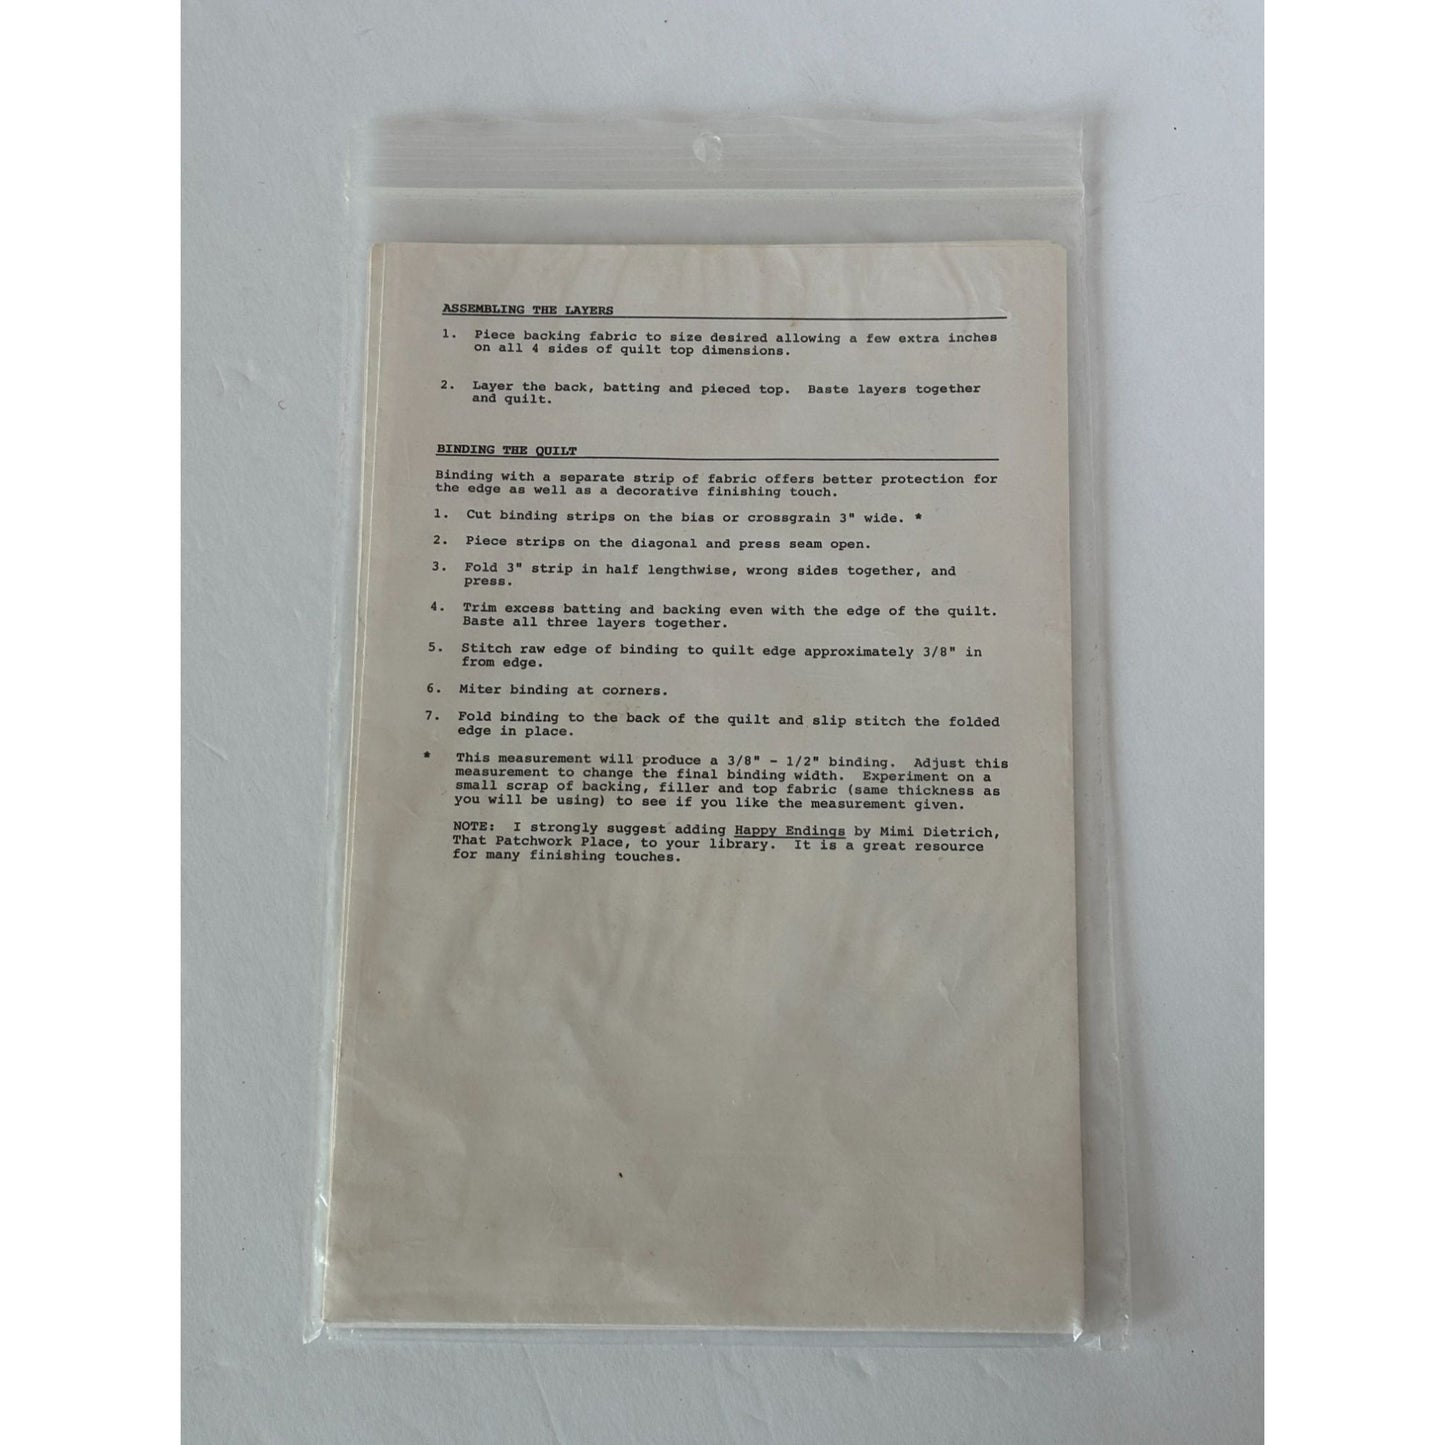 ASSEMBLING THE LAYERS
1. Piece backing fabric to size desired allowing a few extra inches
on all 4 sides of quilt top dimensions.
2. Layer the back, batting and pieced top. Baste layers together
and quilt.
BINDING THE QUILT
Binding with a separate strip of fabric offers better protection for
the edge as well as a decorative finishing touch.
1. Cut binding strips on the bias or crossgrain 3" wide. *
2. Piece strips on the diagonal and press seam open.
3. Fold 3" strip in half lengthwise, wrong sides together, and
press.
4. Trim excess batting and backing even with the edge of the quilt.
Baste all three layers together.
5. Stitch raw edge of binding to quilt edge approximately 3/8" in
from edge.
6. Miter binding at corners.
7. Fold binding to the back of the quilt and slip stitch the folded
edge in place.
* This measurement will produce a 3/8" - 1/2" binding. Adjust this
measurement to change the final binding width. Experiment on a
small scrap of backing, filler and top fabric (same thickness as
you will be using) to see if you like the measurement given.
NOTE: I strongly suggest adding Happy Endings by Mimi Dietrich,
That Patchwork Place, to your library. It is a great resource
for many finishing touches.